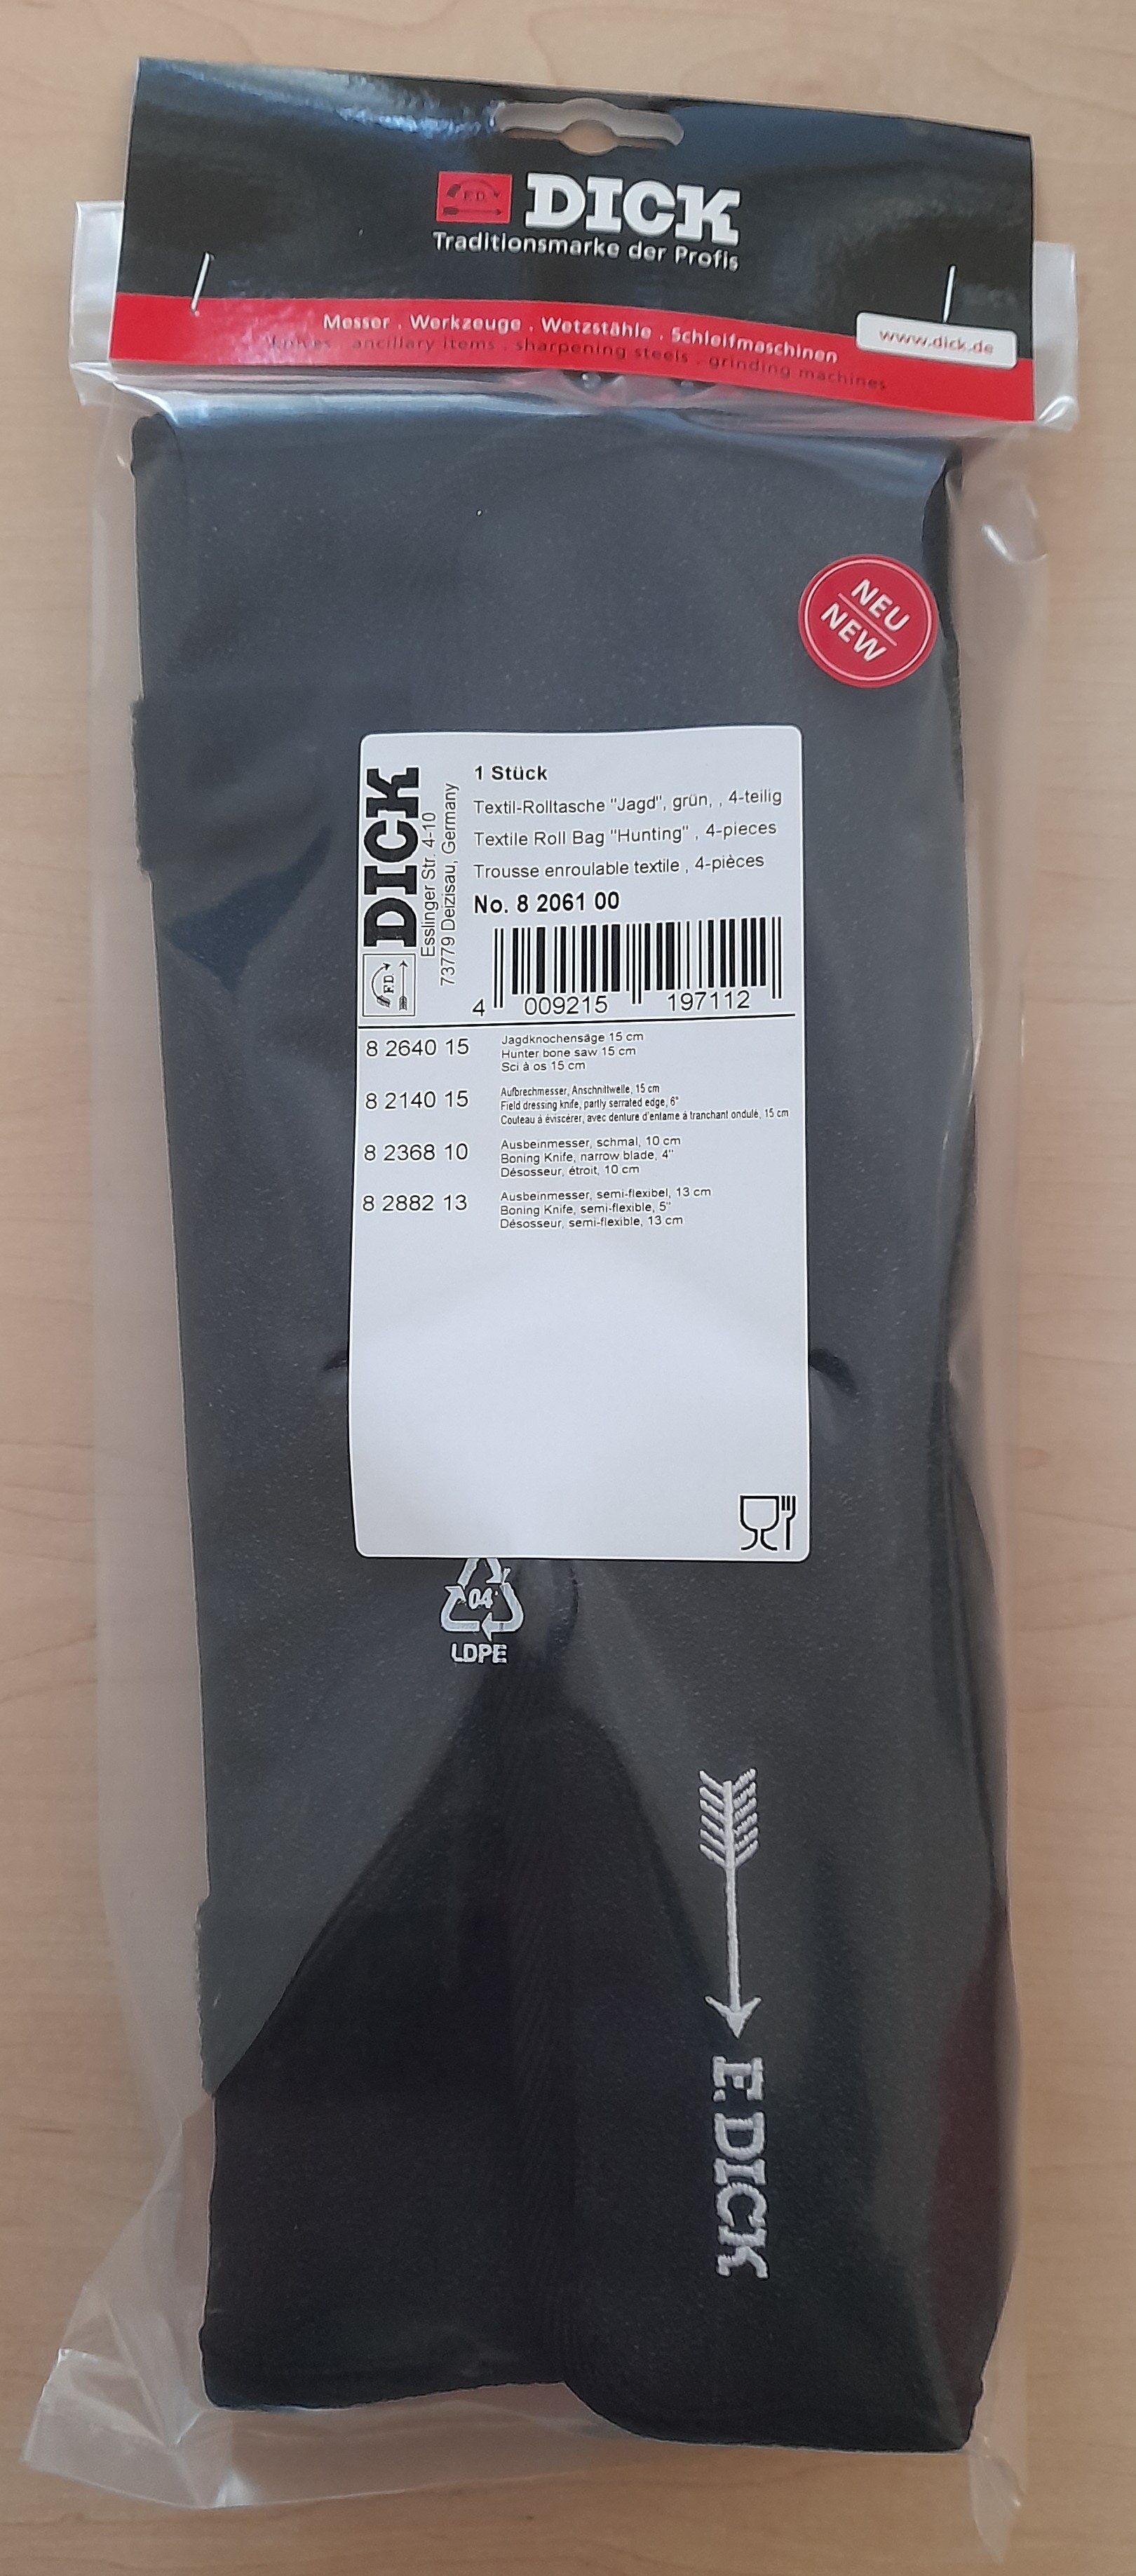 F.D.
DICK
Traditionsmarke der Profis
Messer . Werkzeuge . Wetzstähle . Schleifmaschinen
knives . ancillary items . sharpening steels . grinding machines
www.dick.de
NEU
NEW
F.D.
DICK
Esslinger Str. 4-10
73779 Deizisau, Germany
1 Stück
Textil-Rolltasche "Jagd", grün, , 4-teilig
Textile Roll Bag "Hunting" , 4-pieces
Trousse enroulable textile , 4-pièces
No. 8 2061 00
4 009215 197112
8 2640 15
Jagdknochensäge 15 cm
Hunter bone saw 15 cm
Sci à os 15 cm
8 2140 15
Aufbrechmesser, Anschnittwelle, 15 cm
Field dressing knife, partly serrated edge, 6"
Couteau à éviscérer, avec denture d'entame à tranchant ondulé, 15 cm
8 2368 10
Ausbeinmesser, schmal, 10 cm
Boning Knife, narrow blade, 4"
Désosseur, étroit, 10 cm
8 2882 13
Ausbeinmesser, semi-flexibel, 13 cm
Boning Knife, semi-flexible, 5"
Désosseur, semi-flexible, 13 cm
04
LDPE
F. DICK